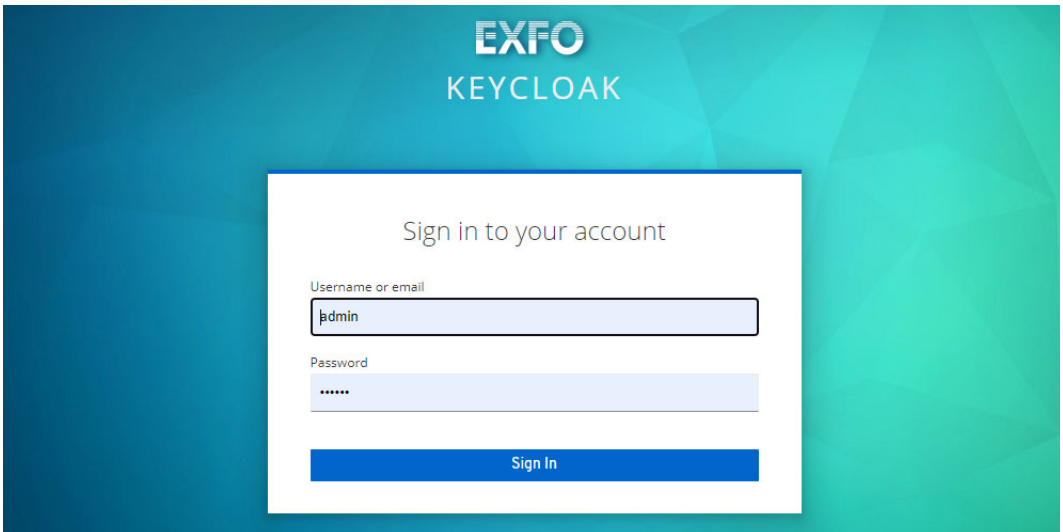 EXFO
KEYCLOAK
Sign in to your account
Username or email
admin
Password
••••••
Sign In